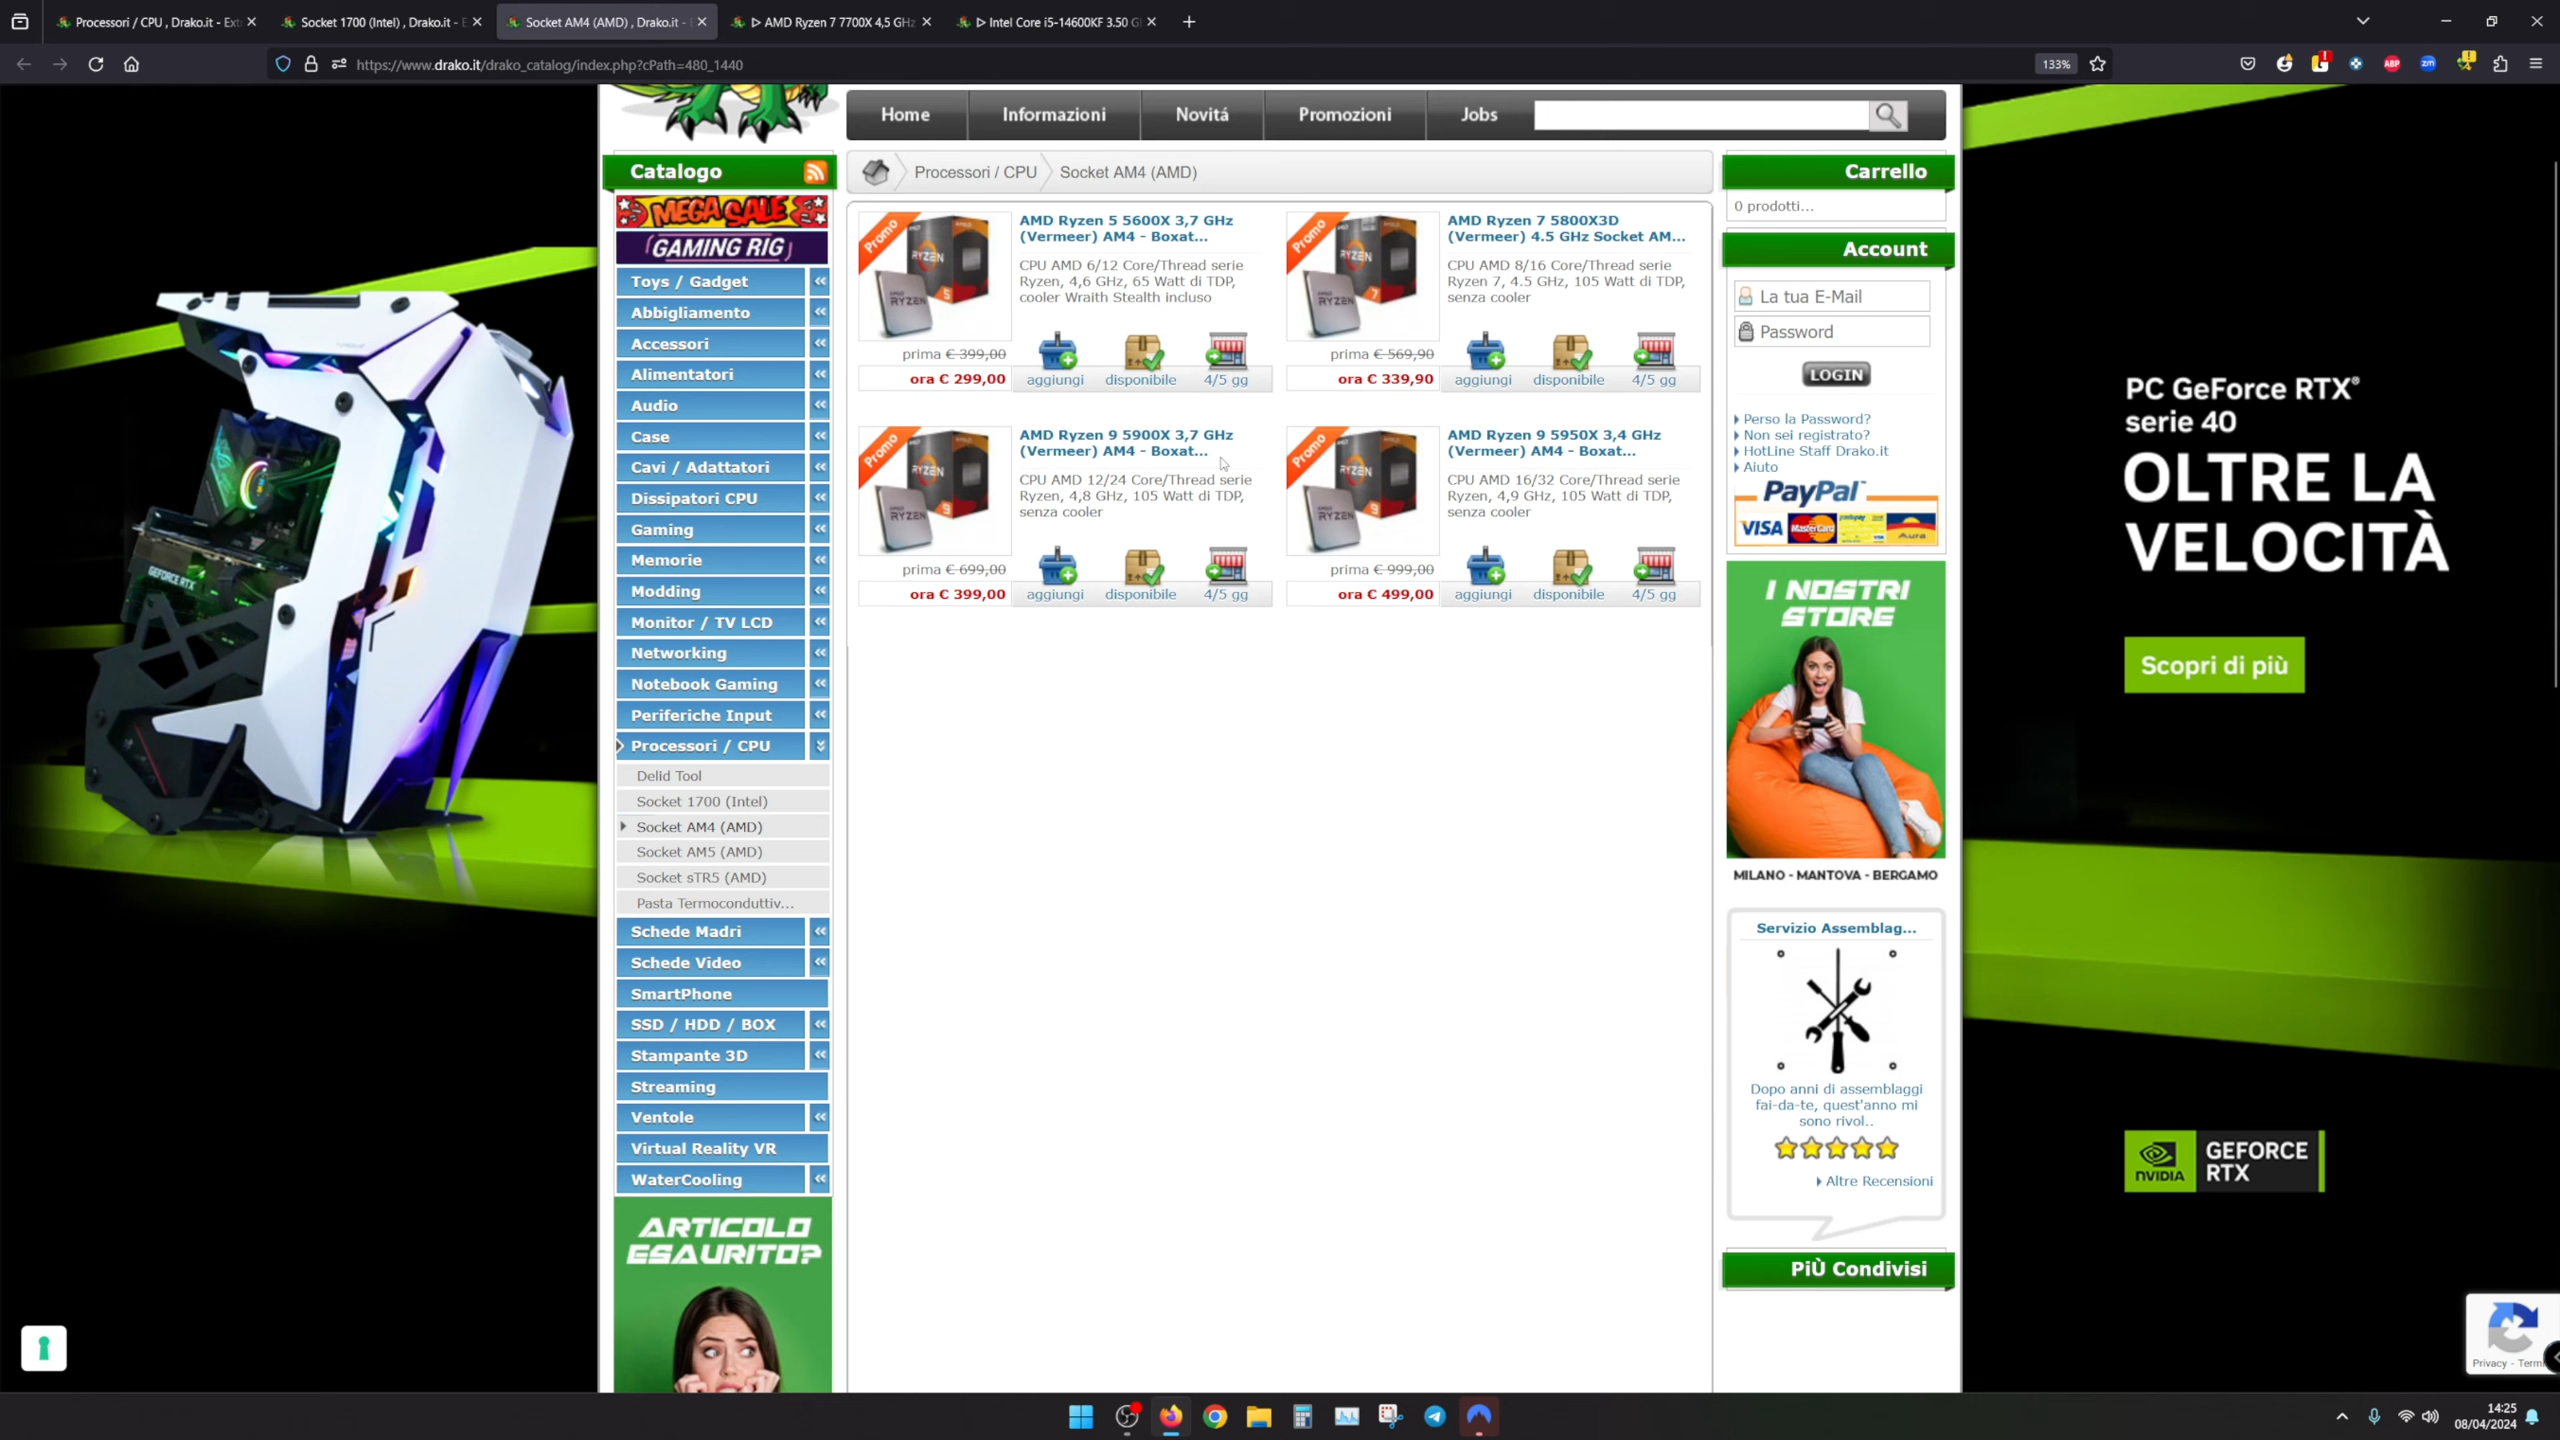 Processori / CPU , Drako.it - Ext
Socket 1700 (Intel) , Drako.it - E
Socket AM4 (AMD) , Drako.it -
▷ AMD Ryzen 7 7700X 4,5 GHz
▷ Intel Core i5-14600KF 3.50 G
https://www.drako.it/drako_catalog/index.php?cPath=480_1440
133%
Home
Informazioni
Novitá
Promozioni
Jobs
Catalogo
MEGA SALE
GAMING RIG
Toys / Gadget
Abbigliamento
Accessori
Alimentatori
Audio
Case
Cavi / Adattatori
Dissipatori CPU
Gaming
Memorie
Modding
Monitor / TV LCD
Networking
Notebook Gaming
Periferiche Input
Processori / CPU
Delid Tool
Socket 1700 (Intel)
Socket AM4 (AMD)
Socket AM5 (AMD)
Socket sTR5 (AMD)
Pasta Termoconduttiv...
Schede Madri
Schede Video
SmartPhone
SSD / HDD / BOX
Stampante 3D
Streaming
Ventole
Virtual Reality VR
WaterCooling
ARTICOLO
ESAURITO?
Processori / CPU
Socket AM4 (AMD)
Promo
RYZEN
AMD Ryzen 5 5600X 3,7 GHz
(Vermeer) AM4 - Boxat...
CPU AMD 6/12 Core/Thread serie
Ryzen, 4,6 GHz, 65 Watt di TDP,
cooler Wraith Stealth incluso
prima € 399,00
ora € 299,00
aggiungi
disponibile
4/5 gg
Promo
RYZEN
AMD Ryzen 7 5800X3D
(Vermeer) 4.5 GHz Socket AM...
CPU AMD 8/16 Core/Thread serie
Ryzen 7, 4.5 GHz, 105 Watt di TDP,
senza cooler
prima € 569,90
ora € 339,90
aggiungi
disponibile
4/5 gg
Promo
RYZEN
AMD Ryzen 9 5900X 3,7 GHz
(Vermeer) AM4 - Boxat...
CPU AMD 12/24 Core/Thread serie
Ryzen, 4,8 GHz, 105 Watt di TDP,
senza cooler
prima € 699,00
ora € 399,00
aggiungi
disponibile
4/5 gg
Promo
RYZEN
AMD Ryzen 9 5950X 3,4 GHz
(Vermeer) AM4 - Boxat...
CPU AMD 16/32 Core/Thread serie
Ryzen, 4,9 GHz, 105 Watt di TDP,
senza cooler
prima € 999,00
ora € 499,00
aggiungi
disponibile
4/5 gg
Carrello
0 prodotti...
Account
La tua E-Mail
Password
LOGIN
Perso la Password?
Non sei registrato?
HotLine Staff Drako.it
Aiuto
PayPal
VISA MasterCard postepay Aura
I NOSTRI
STORE
MILANO - MANTOVA - BERGAMO
Servizio Assemblag...
Dopo anni di assemblaggi
fai-da-te, quest'anno mi
sono rivol..
Altre Recensioni
PiÙ Condivisi
GEFORCE RTX
PC GeForce RTX®
serie 40
OLTRE LA
VELOCITÀ
Scopri di più
NVIDIA
GEFORCE
RTX
Privacy - Term
14:25
08/04/2024